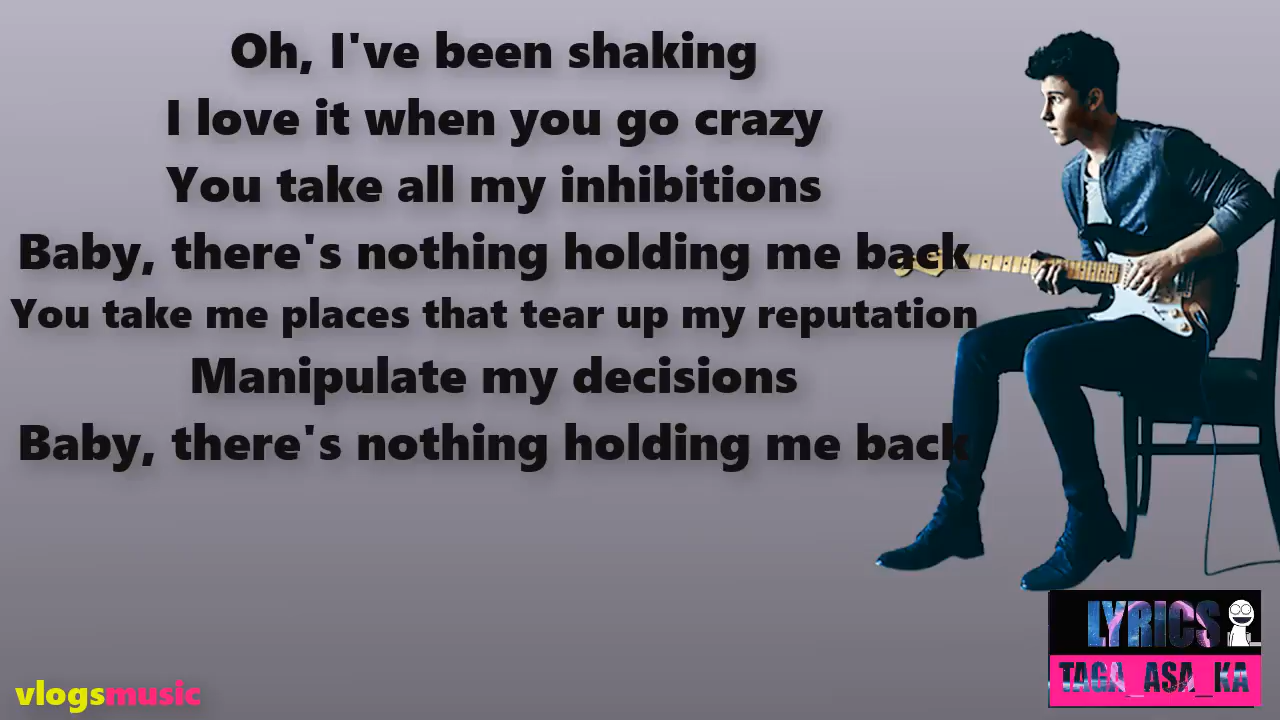 Oh, I've been shaking
I love it when you go crazy
You take all my inhibitions
Baby, there's nothing holding me back
You take me places that tear up my reputation
Manipulate my decisions
Baby, there's nothing holding me back
LYRICS
TAGA_ASA_KA
vlogsmusic